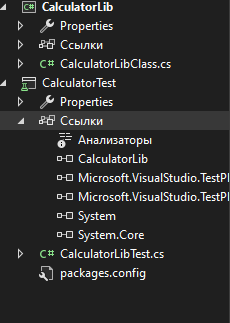 CalculatorLib
Properties
Ссылки
CalculatorLibClass.cs
CalculatorTest
Properties
Ссылки
Анализаторы
CalculatorLib
Microsoft.VisualStudio.TestPl
Microsoft.VisualStudio.TestPl
System
System.Core
CalculatorLibTest.cs
packages.config